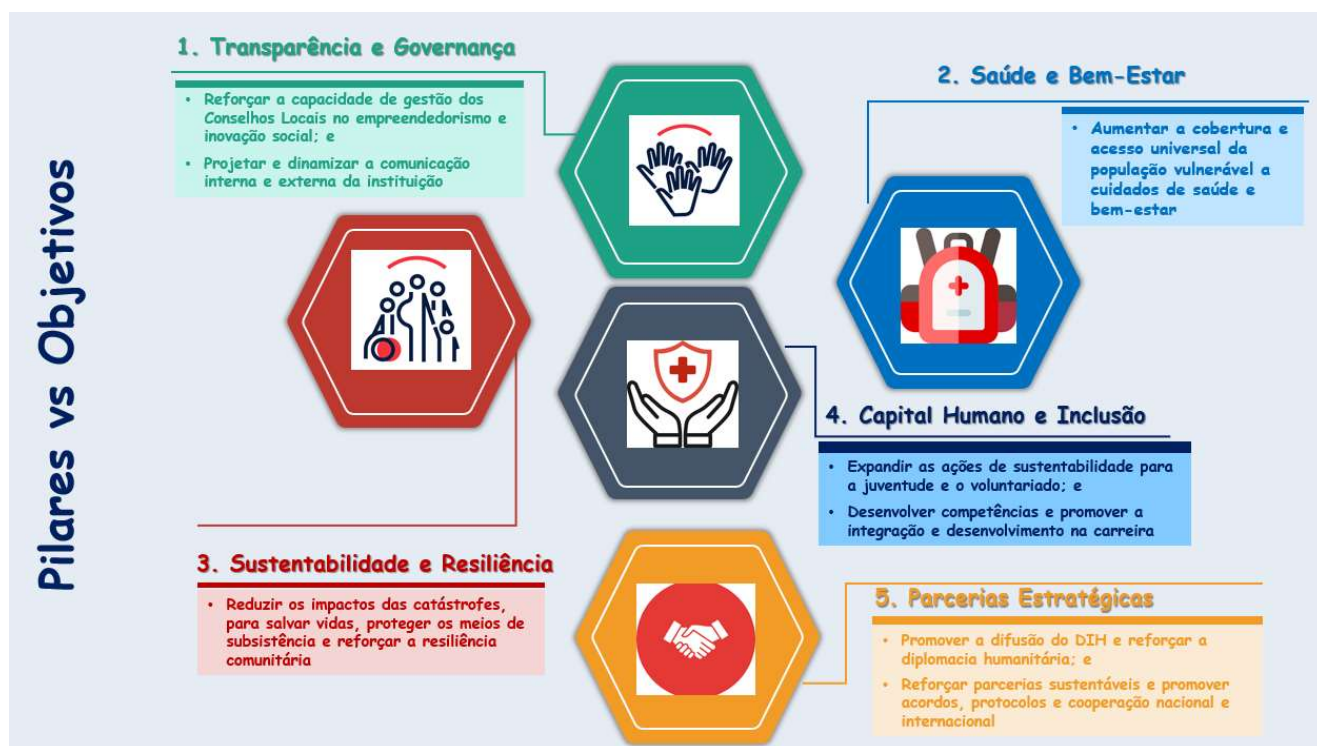 Pilares vs Objetivos
1. Transparência e Governança
• Reforçar a capacidade de gestão dos
Conselhos Locais no empreendedorismo e
inovação social; e
• Projetar e dinamizar a comunicação
interna e externa da instituição
2. Saúde e Bem-Estar
• Aumentar a cobertura e
acesso universal da
população vulnerável a
cuidados de saúde e
bem-estar
3. Sustentabilidade e Resiliência
• Reduzir os impactos das catástrofes,
para salvar vidas, proteger os meios de
subsistência e reforçar a resiliência
comunitária
4. Capital Humano e Inclusão
• Expandir as ações de sustentabilidade para
a juventude e o voluntariado; e
• Desenvolver competências e promover a
integração e desenvolvimento na carreira
5. Parcerias Estratégicas
• Promover a difusão do DIH e reforçar a
diplomacia humanitária; e
• Reforçar parcerias sustentáveis e promover
acordos, protocolos e cooperação nacional e
internacional